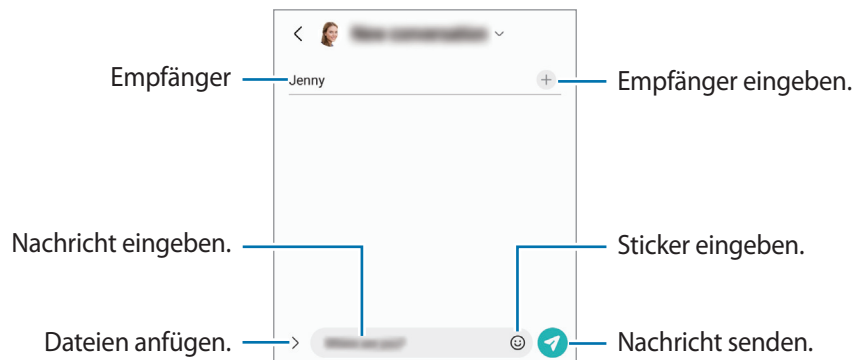 Empfänger
Jenny
Empfänger eingeben.
Nachricht eingeben.
Sticker eingeben.
Dateien anfügen.
Nachricht senden.